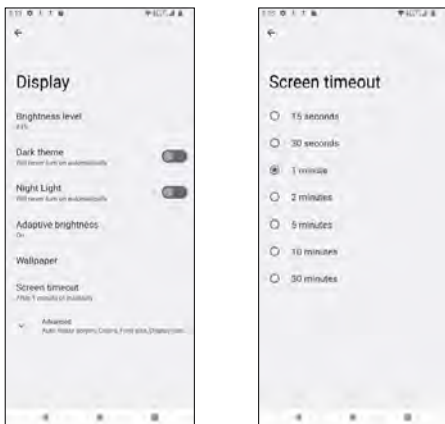 Display
Brightness level
Dark theme
Will never turn on automatically
Night Light
Will never turn on automatically
Adaptive brightness
On
Wallpaper
Screen timeout
After 1 minute of inactivity
Advanced
Screen timeout
15 seconds
30 seconds
1 minute
2 minutes
5 minutes
10 minutes
30 minutes